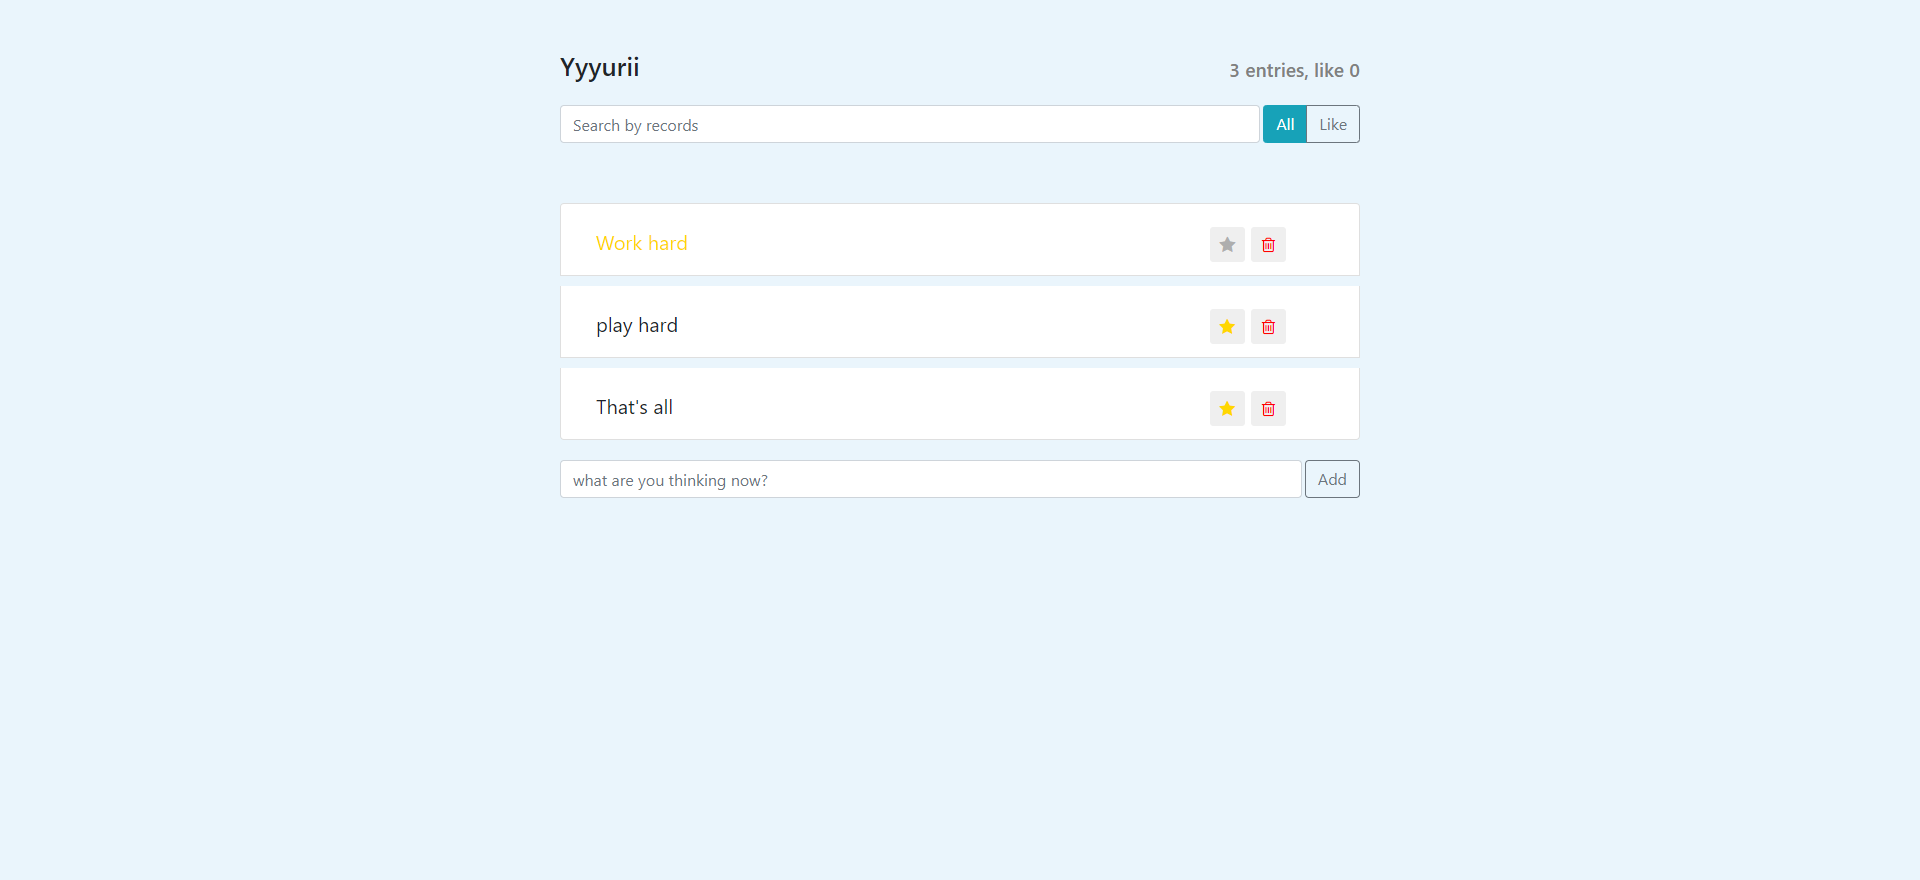 Yyyurii
3 entries, like 0
Search by records
All
Like
Work hard
play hard
That's all
what are you thinking now?
Add